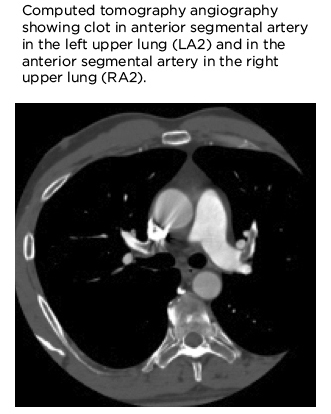 Computed tomography angiography
showing clot in anterior segmental artery
in the left upper lung (LA2) and in the
anterior segmental artery in the right
upper lung (RA2).